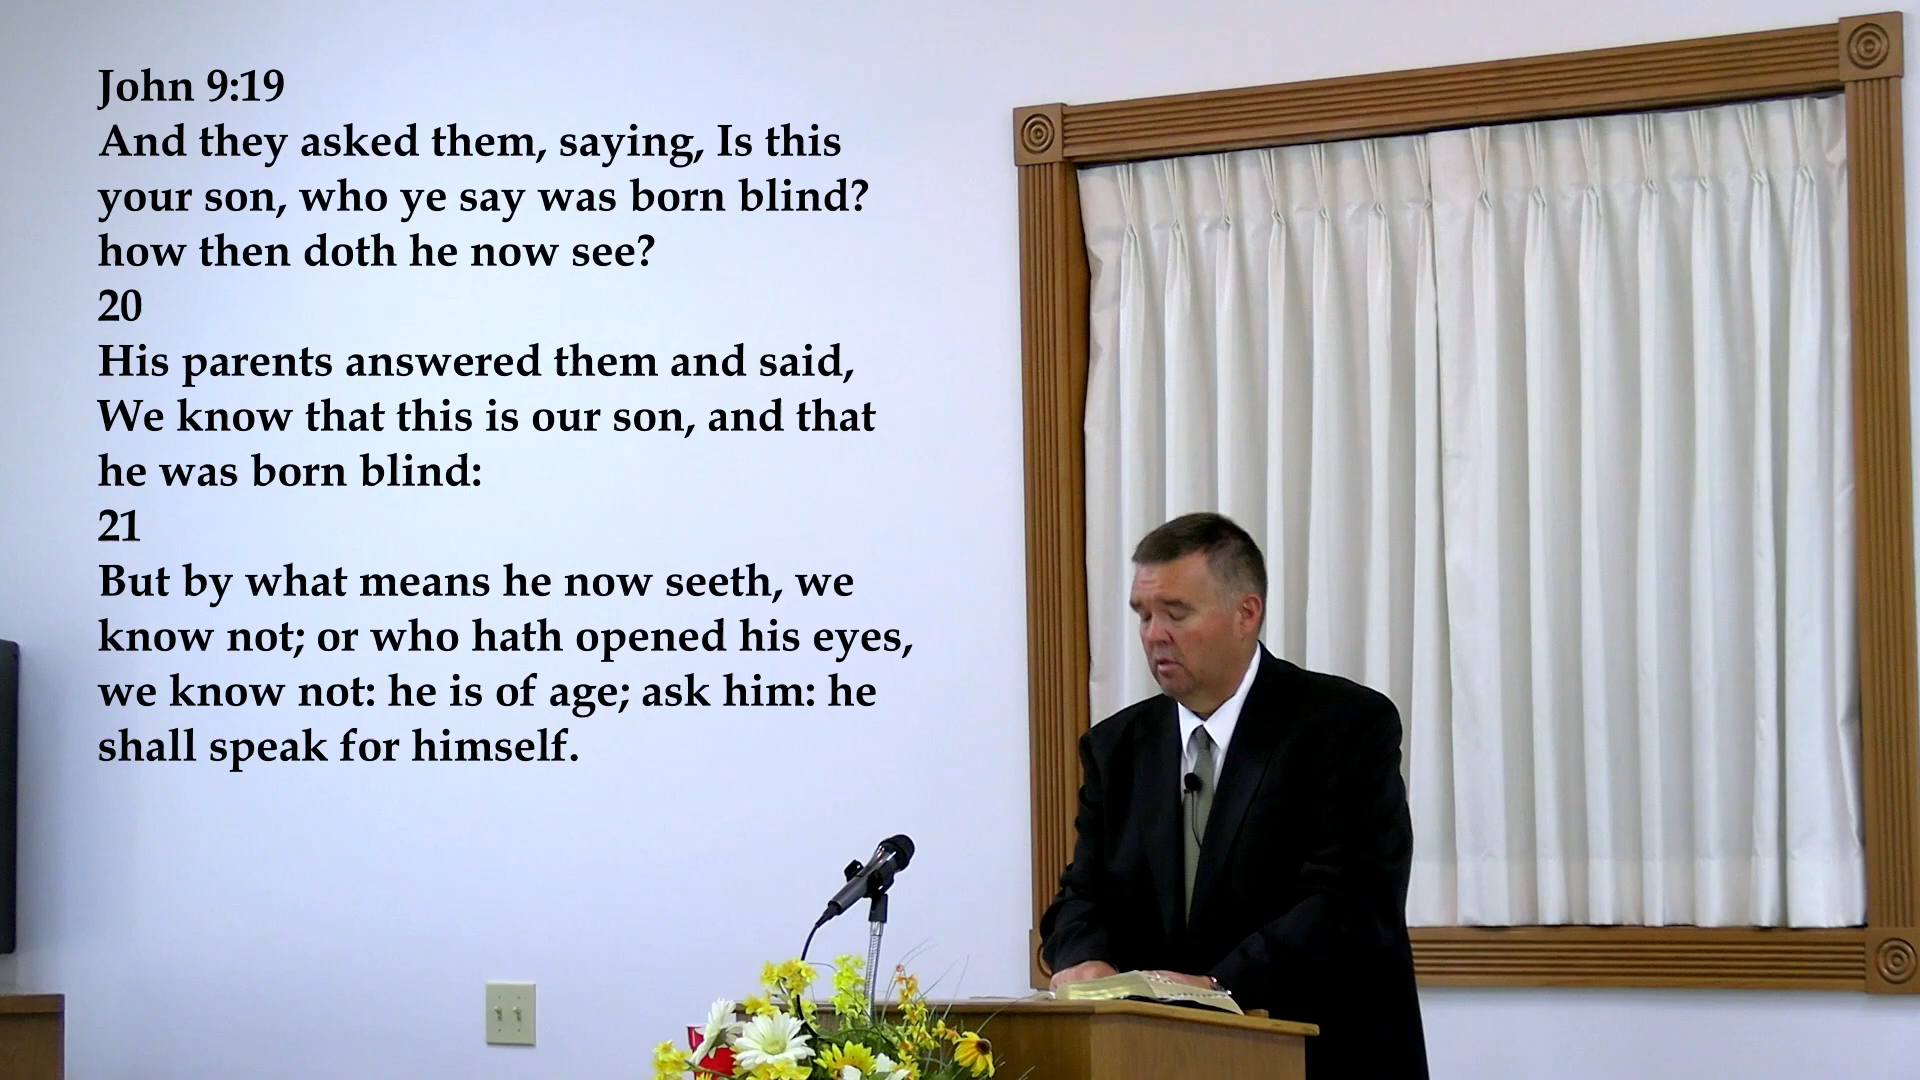 John 9:19
And they asked them, saying, Is this
your son, who ye say was born blind?
how then doth he now see?
20
His parents answered them and said,
We know that this is our son, and that
he was born blind:
21
But by what means he now seeth, we
know not; or who hath opened his eyes,
we know not: he is of age; ask him: he
shall speak for himself.